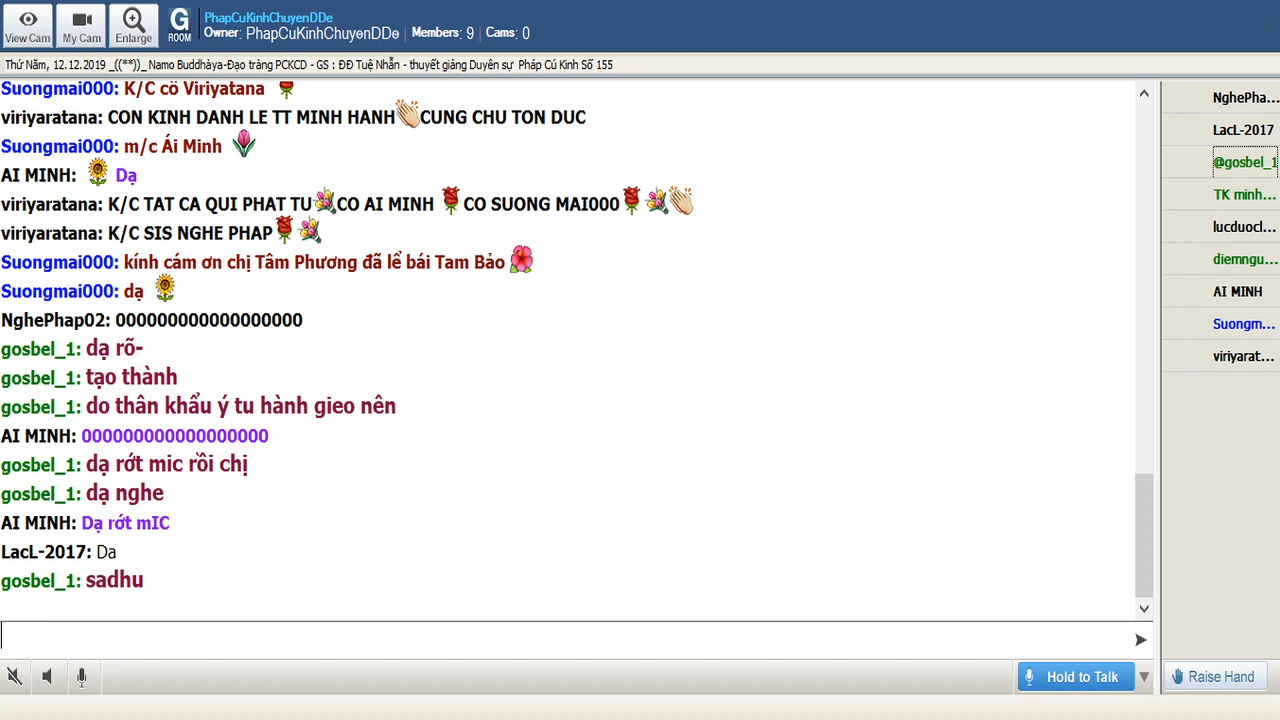 View Cam
My Cam
Enlarge
G
ROOM
PhapCuKinhChuyenDDe
Owner: PhapCuKinhChuyenDDe
Members: 9
Cams: 0
Thứ Năm, 12.12.2019 _((**))_ Namo Buddhàya-Đạo tràng PCKCD - GS : ĐĐ Tuệ Nhẫn - thuyết giảng Duyên sự Pháp Cú Kinh Số 155
Suongmai000: K/C cô Viriyatana
viriyaratana: CON KINH DANH LE TT MINH HANH CUNG CHU TON DUC
Suongmai000: m/c Ái Minh
AI MINH: Dạ
viriyaratana: K/C TAT CA QUI PHAT TU CO AI MINH CO SUONG MAI000
viriyaratana: K/C SIS NGHE PHAP
Suongmai000: kính cám ơn chị Tâm Phương đã lể bái Tam Bảo
Suongmai000: dạ
NghePhap02: 000000000000000000
gosbel_1: dạ rõ-
gosbel_1: tạo thành
gosbel_1: do thân khẩu ý tu hành gieo nên
AI MINH: 000000000000000000
gosbel_1: dạ rớt mic rồi chị
gosbel_1: dạ nghe
AI MINH: Dạ rớt mIC
LacL-2017: Da
gosbel_1: sadhu
NghePha...
LacL-2017
@gosbel_1
TK minh...
lucduocl...
diemngu...
AI MINH
Suongm...
viriyarat...
Hold to Talk
Raise Hand